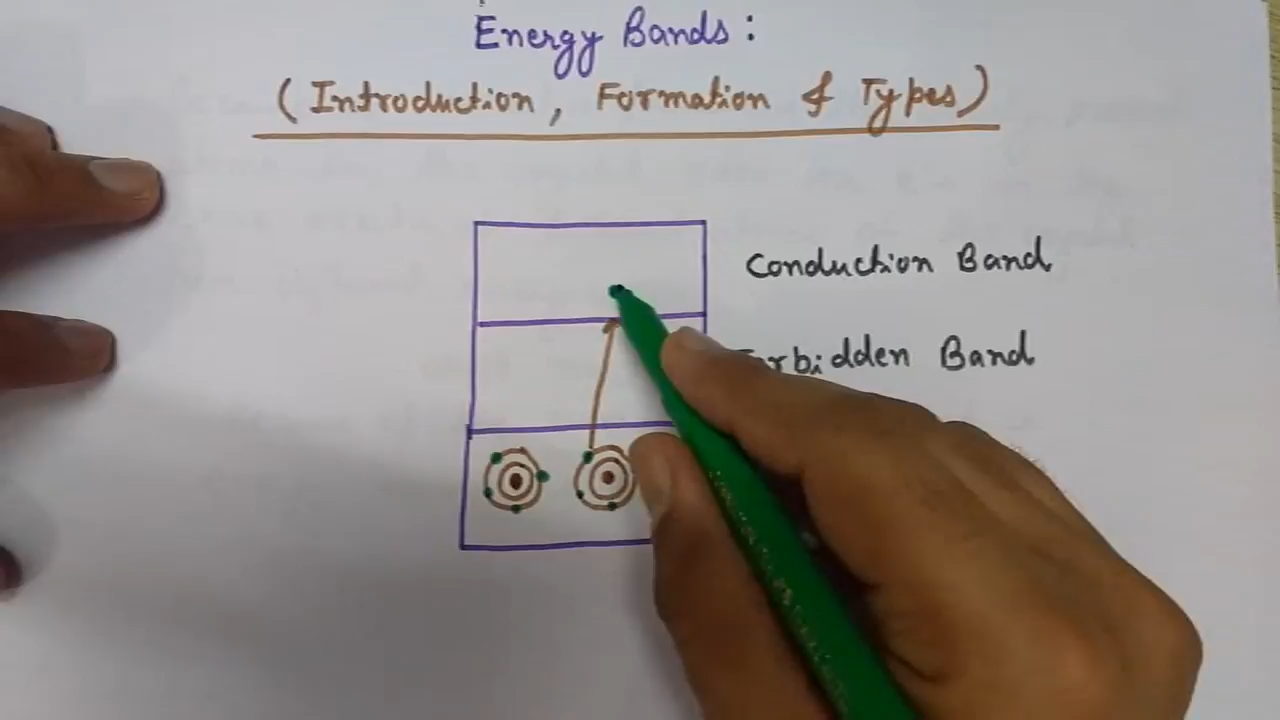 Energy Bands:
(Introduction, Formation & Types)
Conduction Band
Band